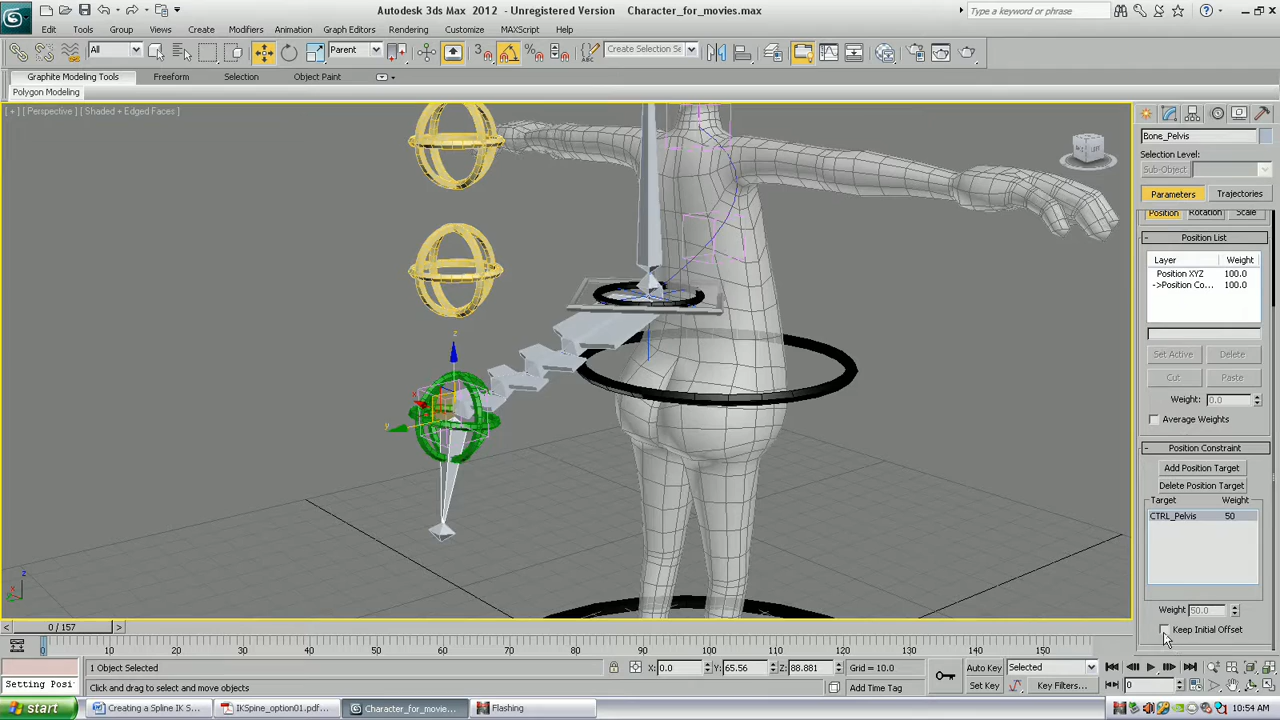 Autodesk 3ds Max 2012 - Unregistered Version Character_for_movies.max
Type a keyword or phrase
Edit Tools Group Views Create Modifiers Animation Graph Editors Rendering Customize MAXScript Help
All Parent Create Selection Se
Graphite Modeling Tools Freeform Selection Object Paint
Polygon Modeling
[ + ] [ Perspective ] [ Shaded + Edged Faces ]
Bone_Pelvis
Selection Level:
Sub-Object
Parameters Trajectories
Position Rotation Scale
- Position List
Layer Weight
Position XYZ 100.0
->Position Co... 100.0
Set Active Delete
Cut Paste
Weight: 0.0
Average Weights
- Position Constraint
Add Position Target
Delete Position Target
Target Weight
CTRL_Pelvis 50
Weight 50.0
Keep Initial Offset
z
x
y
z
x
< 0 / 157 >
0 10 20 30 40 50 60 70 80 90 100 110 120 130 140 150
1 Object Selected X: 0.0 Y: 65.56 Z: 88.881 Grid = 10.0 Auto Key Selected
Setting Posi Click and drag to select and move objects Add Time Tag Set Key Key Filters... 0
start Creating a Spline IK S... IKSpine_option01.pdf... Character_for_movie... Flashing 10:54 AM